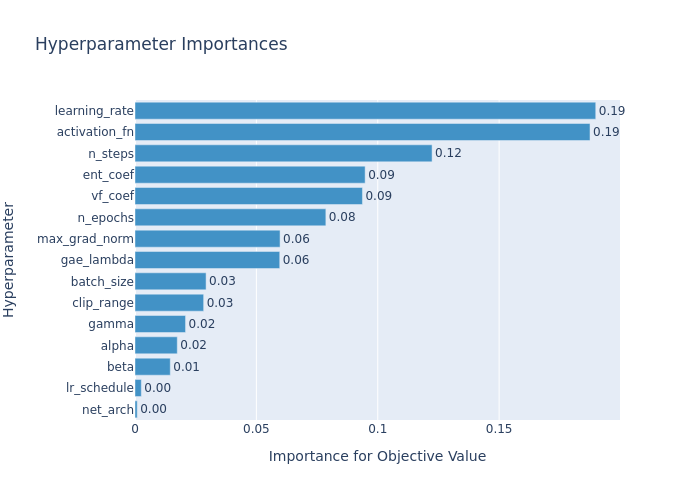 Hyperparameter Importances
Hyperparameter
learning_rate 0.19
activation_fn 0.19
n_steps 0.12
ent_coef 0.09
vf_coef 0.09
n_epochs 0.08
max_grad_norm 0.06
gae_lambda 0.06
batch_size 0.03
clip_range 0.03
gamma 0.02
alpha 0.02
beta 0.01
lr_schedule 0.00
net_arch 0.00
0 0.05 0.1 0.15
Importance for Objective Value